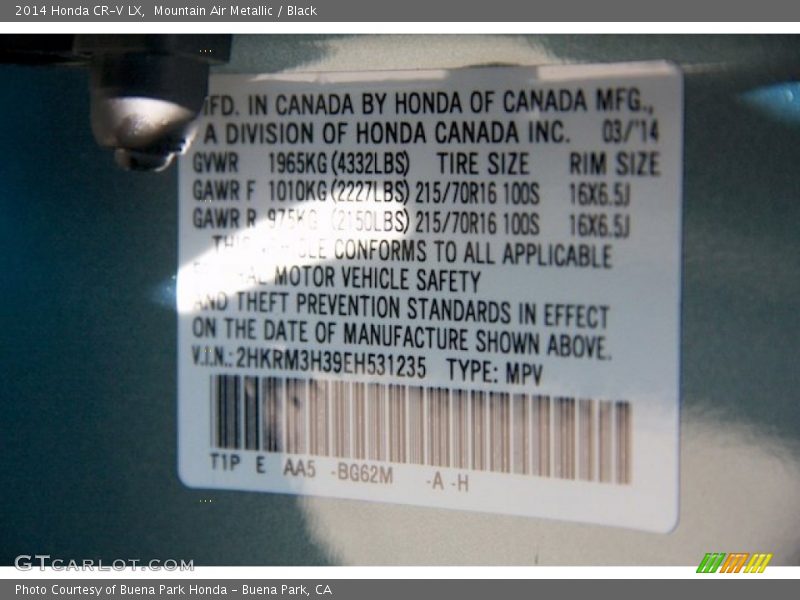 2014 Honda CR-V LX, Mountain Air Metallic / Black
MFD. IN CANADA BY HONDA OF CANADA MFG.,
A DIVISION OF HONDA CANADA INC. 03/'14
GVWR 1965KG (4332LBS) TIRE SIZE RIM SIZE
GAWR F 1010KG (2227LBS) 215/70R16 100S 16X6.5J
GAWR R 975KG (2150LBS) 215/70R16 100S 16X6.5J
THIS VEHICLE CONFORMS TO ALL APPLICABLE
MOTOR VEHICLE SAFETY
AND THEFT PREVENTION STANDARDS IN EFFECT
ON THE DATE OF MANUFACTURE SHOWN ABOVE.
V.I.N.: 2HKRM3H39EH531235 TYPE: MPV
T1P E AA5 -BG62M -A -H
GTCARLOT.COM
Photo Courtesy of Buena Park Honda - Buena Park, CA